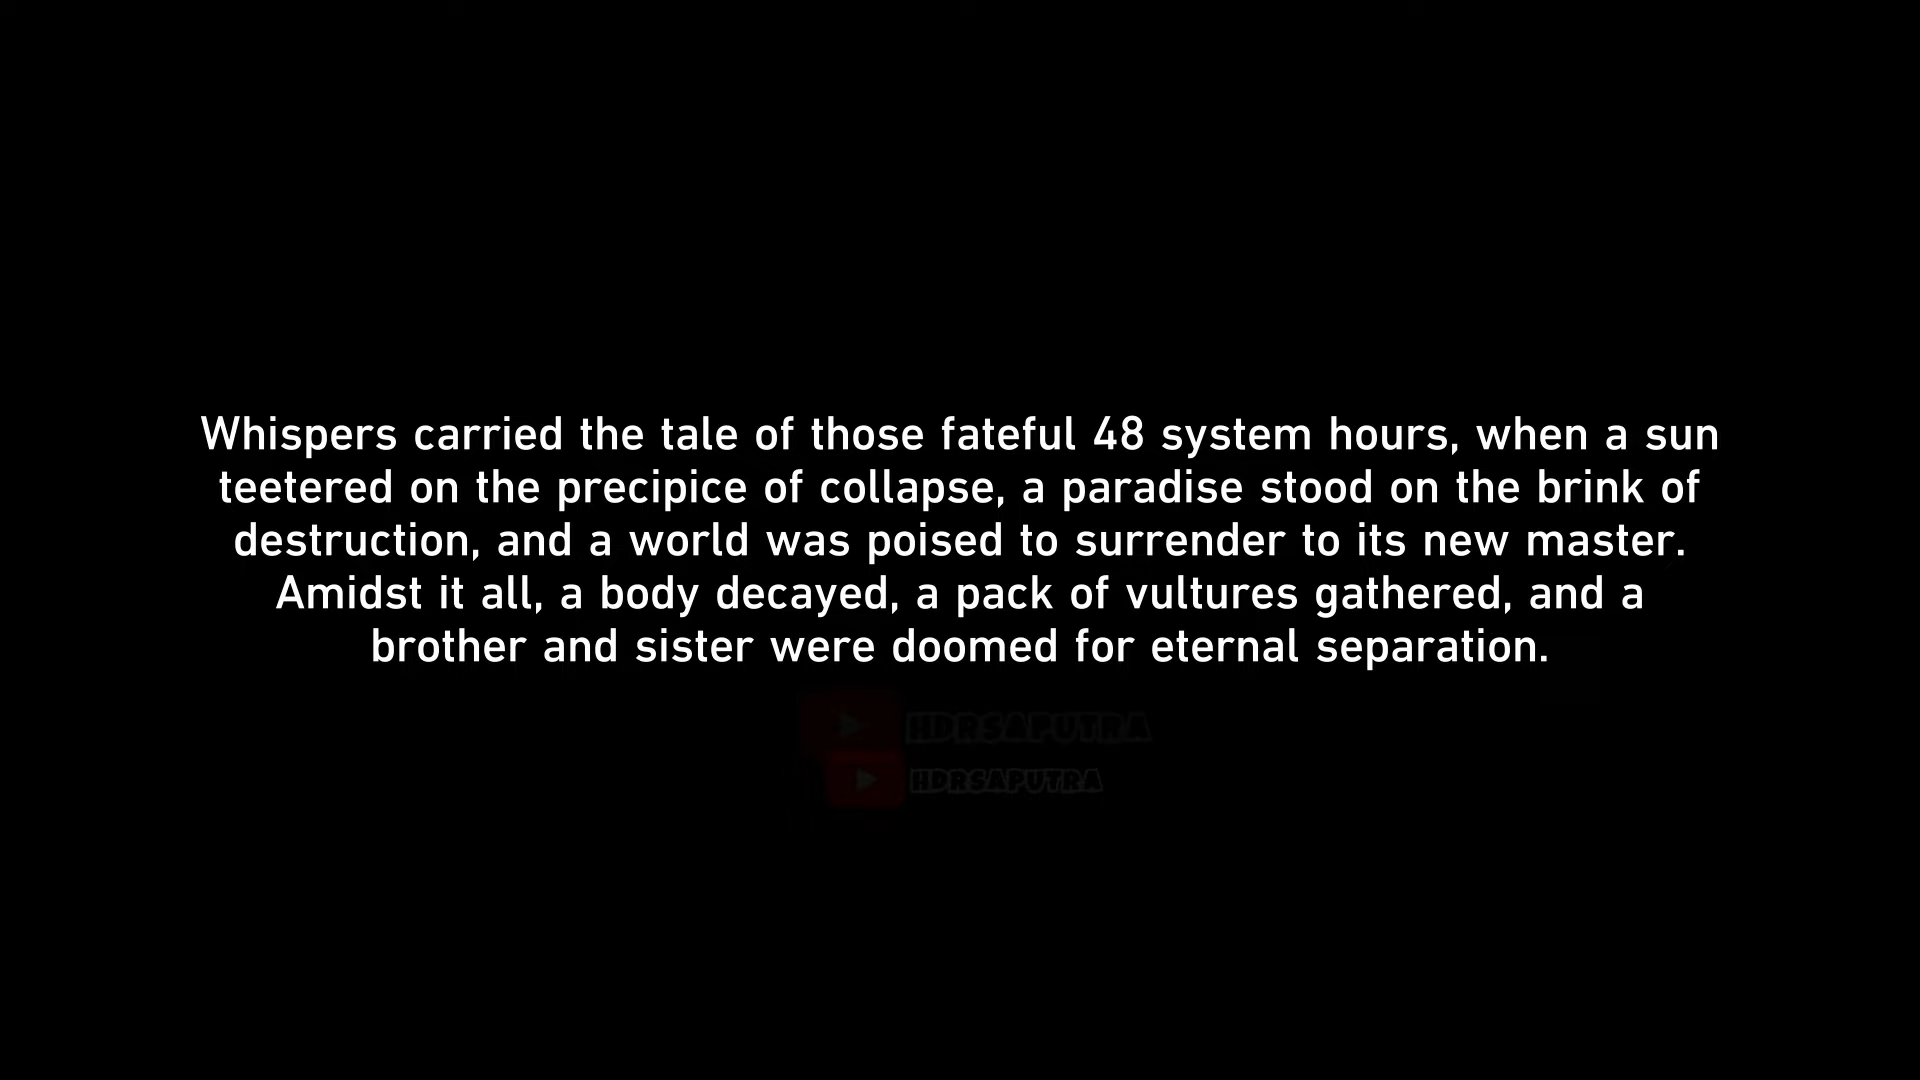 Whispers carried the tale of those fateful 48 system hours, when a sun
teetered on the precipice of collapse, a paradise stood on the brink of
destruction, and a world was poised to surrender to its new master.
Amidst it all, a body decayed, a pack of vultures gathered, and a
brother and sister were doomed for eternal separation.
HDRSAPUTRA
HDRSAPUTRA